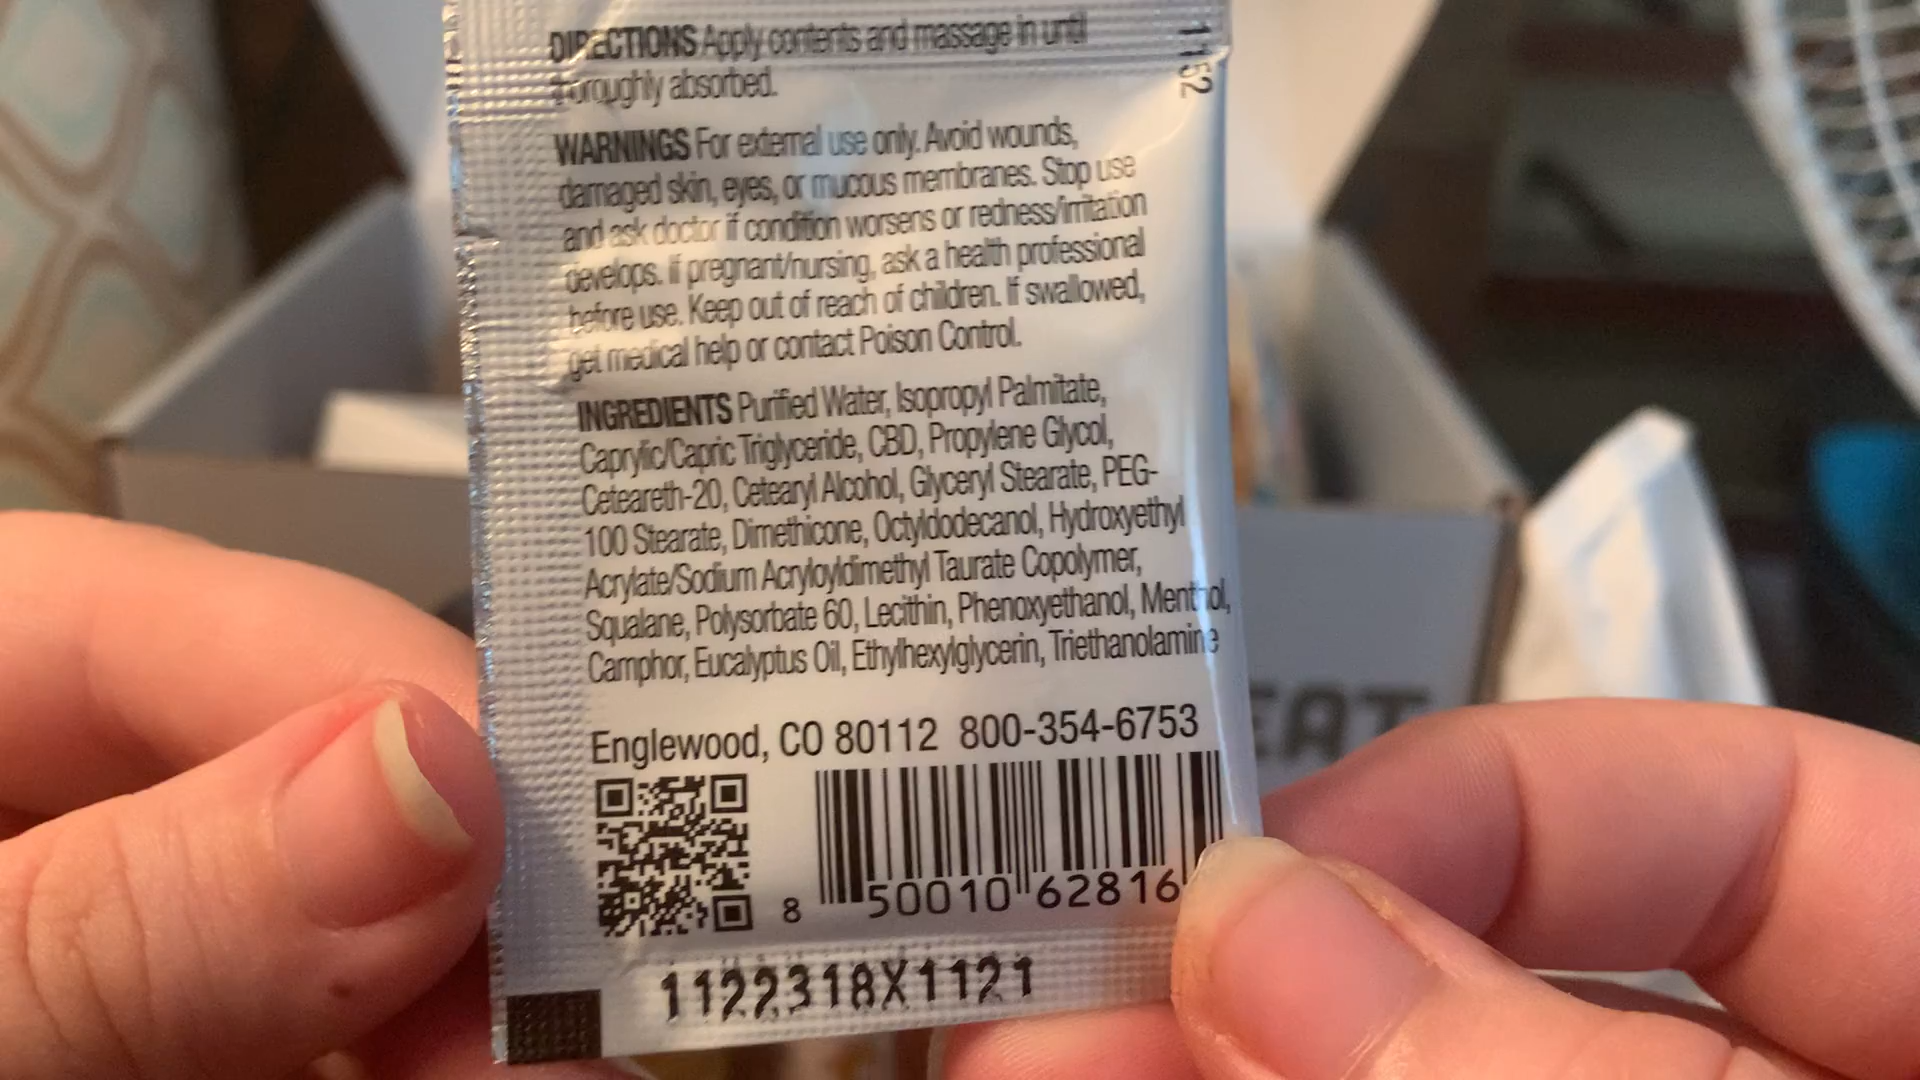 DIRECTIONS Apply contents and massage in until
thoroughly absorbed.
1152
WARNINGS For external use only. Avoid wounds,
damaged skin, eyes, or mucous membranes. Stop use
and ask doctor if condition worsens or redness/irritation
develops. If pregnant/nursing, ask a health professional
before use. Keep out of reach of children. If swallowed,
get medical help or contact Poison Control.
INGREDIENTS Purified Water, Isopropyl Palmitate,
Caprylic/Capric Triglyceride, CBD, Propylene Glycol,
Ceteareth-20, Cetearyl Alcohol, Glyceryl Stearate, PEG-
100 Stearate, Dimethicone, Octyldodecanol, Hydroxyethyl
Acrylate/Sodium Acryloyldimethyl Taurate Copolymer,
Squalane, Polysorbate 60, Lecithin, Phenoxyethanol, Menthol,
Camphor, Eucalyptus Oil, Ethylhexylglycerin, Triethanolamine
Englewood, CO 80112 800-354-6753
8 50010 62816
1122318X1121